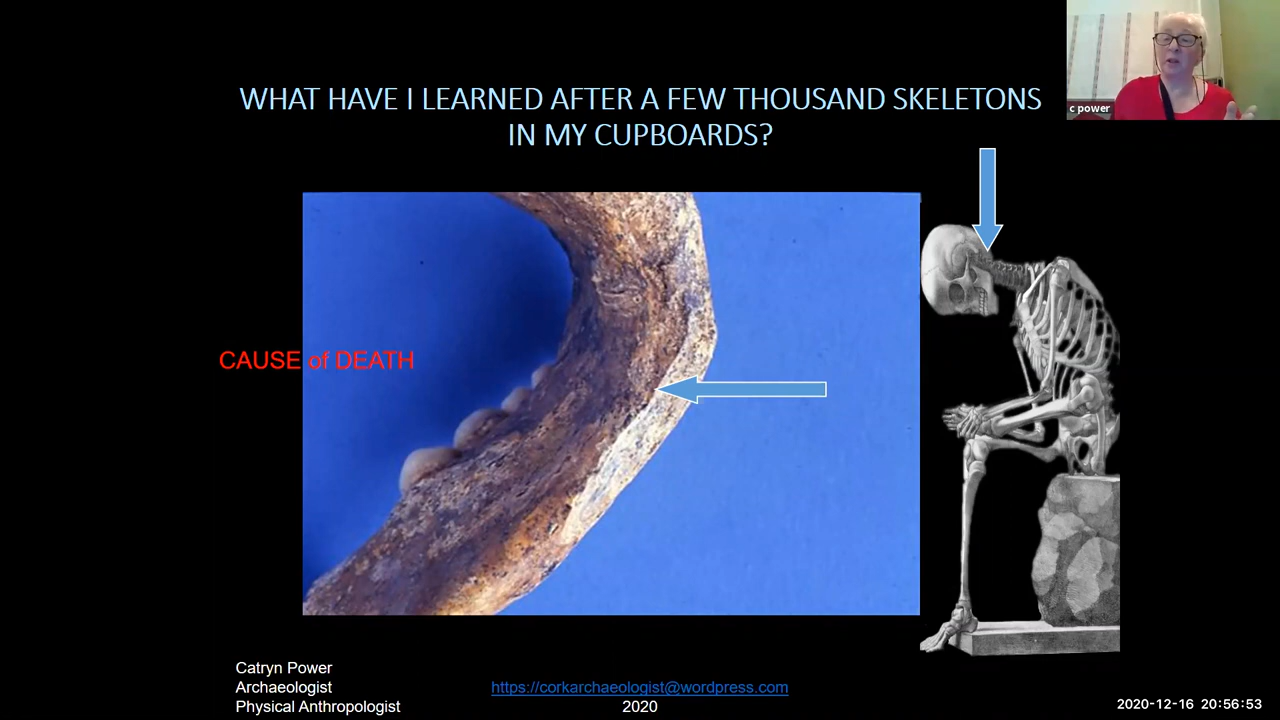 c power
WHAT HAVE I LEARNED AFTER A FEW THOUSAND SKELETONS
IN MY CUPBOARDS?
CAUSE of DEATH
Catryn Power
Archaeologist
Physical Anthropologist
https://corkarchaeologist@wordpress.com
2020
2020-12-16 20:56:53